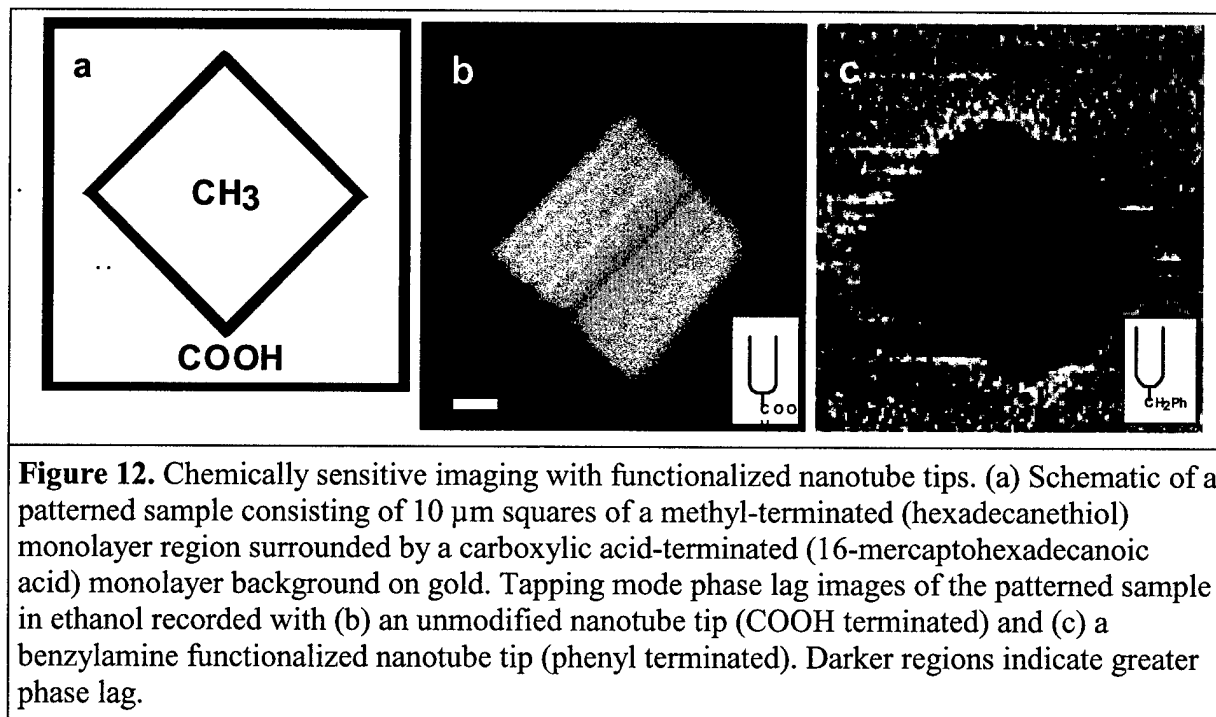 a
CH3
COOH
b
COO
H
c
CH2Ph
Figure 12. Chemically sensitive imaging with functionalized nanotube tips. (a) Schematic of a
patterned sample consisting of 10 µm squares of a methyl-terminated (hexadecanethiol)
monolayer region surrounded by a carboxylic acid-terminated (16-mercaptohexadecanoic
acid) monolayer background on gold. Tapping mode phase lag images of the patterned sample
in ethanol recorded with (b) an unmodified nanotube tip (COOH terminated) and (c) a
benzylamine functionalized nanotube tip (phenyl terminated). Darker regions indicate greater
phase lag.